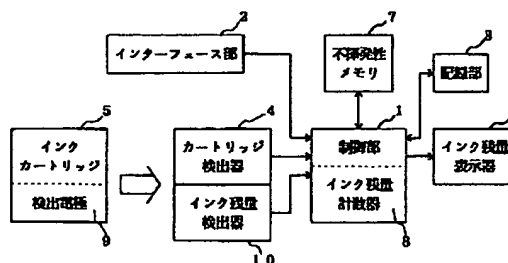 2
インターフェース部
7
不揮発性
メモリ
3
記録部
5
インク
カートリッジ
検出電極
9
4
カートリッジ
検出器
インク残量
検出器
10
1
制御部
インク残量
計数器
8
インク残量
表示器